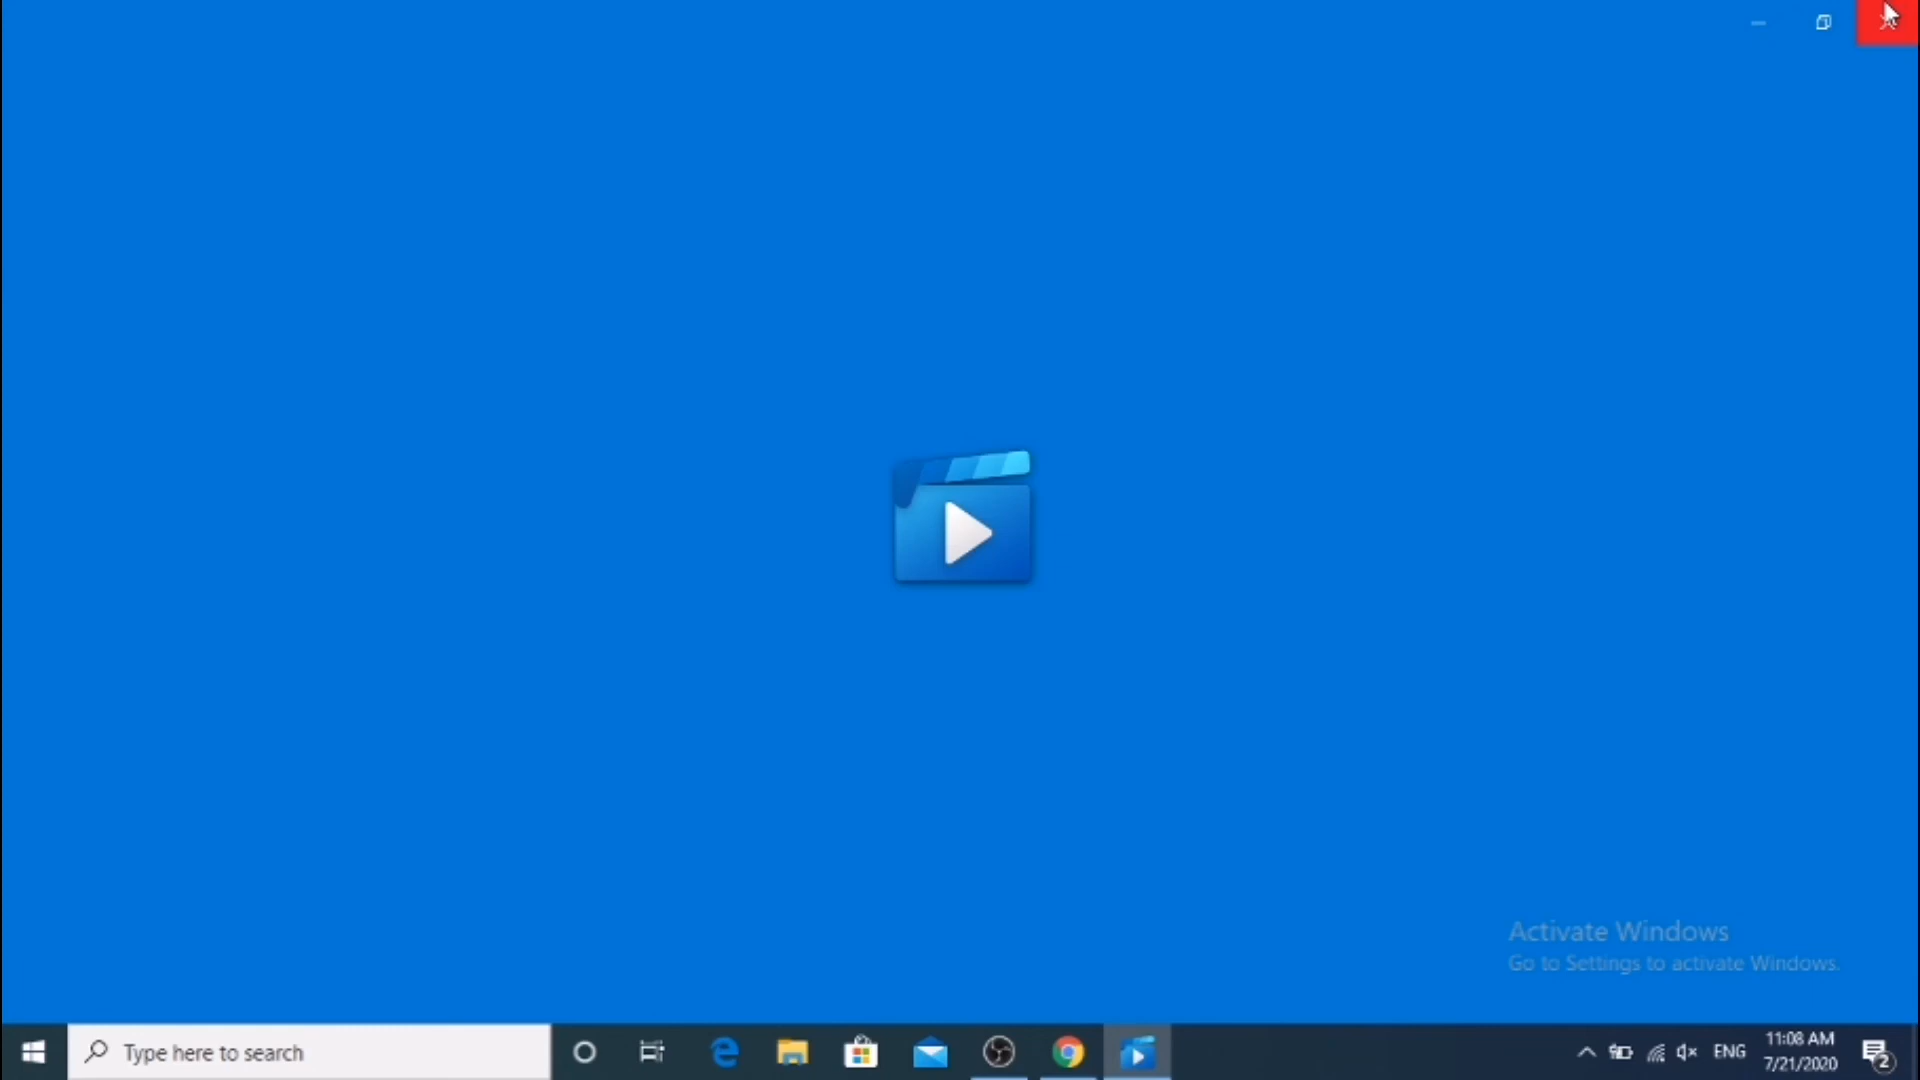 Activate Windows
Go to Settings to activate Windows.
Type here to search
ENG
11:08 AM
7/21/2020
2